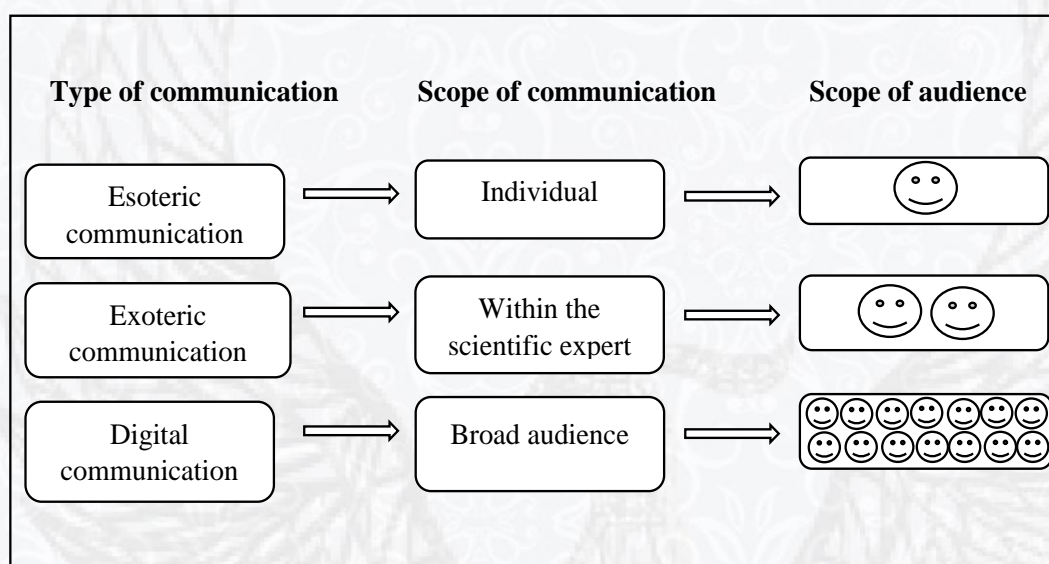 Type of communication
Scope of communication
Scope of audience
Esoteric
communication
Individual
Exoteric
communication
Within the
scientific expert
Digital
communication
Broad audience